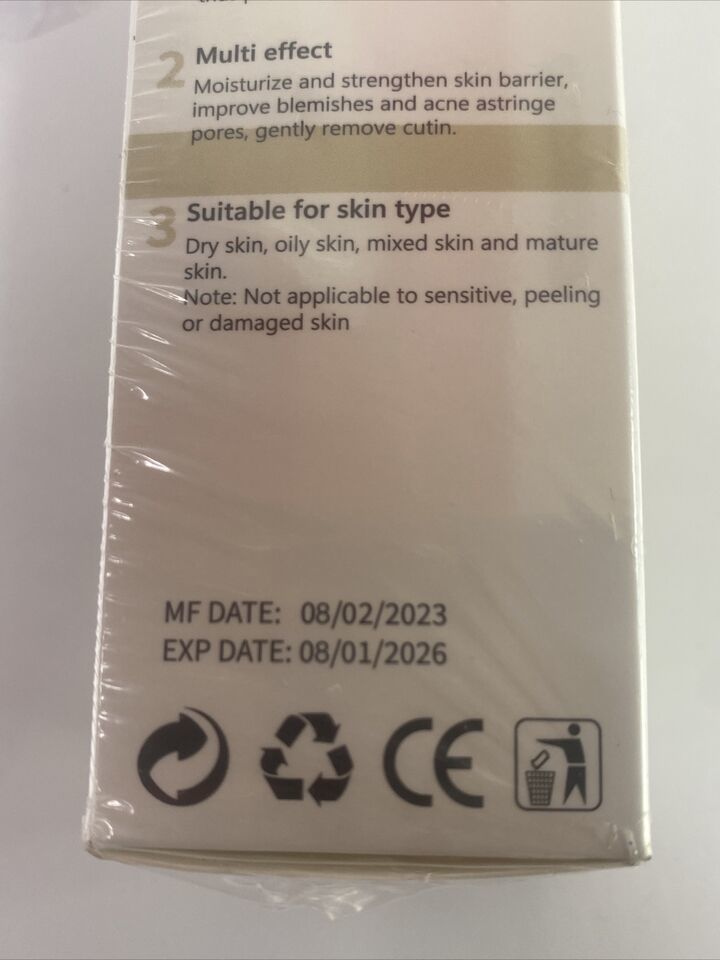 2 Multi effect
Moisturize and strengthen skin barrier,
improve blemishes and acne astringe
pores, gently remove cutin.
3 Suitable for skin type
Dry skin, oily skin, mixed skin and mature
skin.
Note: Not applicable to sensitive, peeling
or damaged skin
MF DATE: 08/02/2023
EXP DATE: 08/01/2026
CE